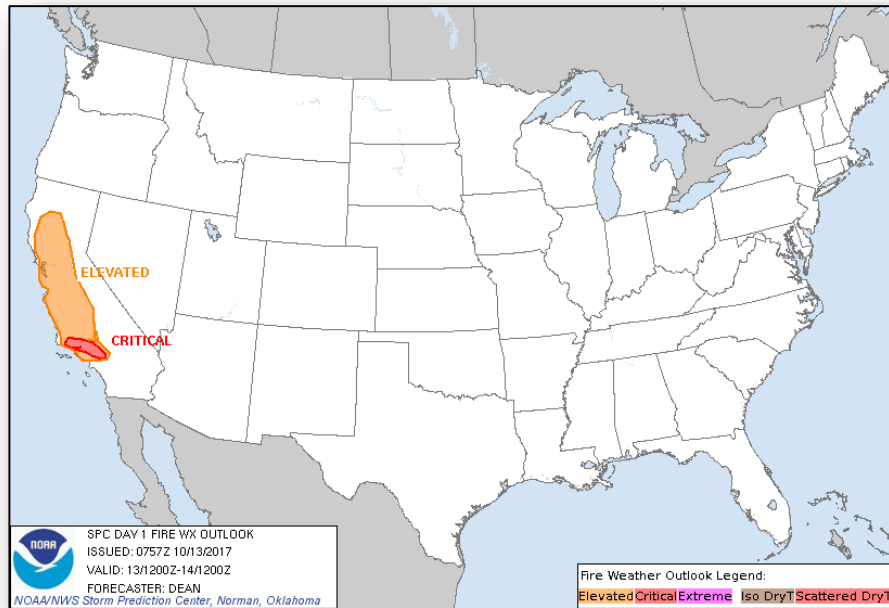 ELEVATED
CRITICAL
NOAA
SPC DAY 1 FIRE WX OUTLOOK
ISSUED: 0757Z 10/13/2017
VALID: 13/1200Z-14/1200Z
FORECASTER: DEAN
NOAA/NWS Storm Prediction Center, Norman, Oklahoma
Fire Weather Outlook Legend:
Elevated Critical Extreme Iso DryT Scattered DryT